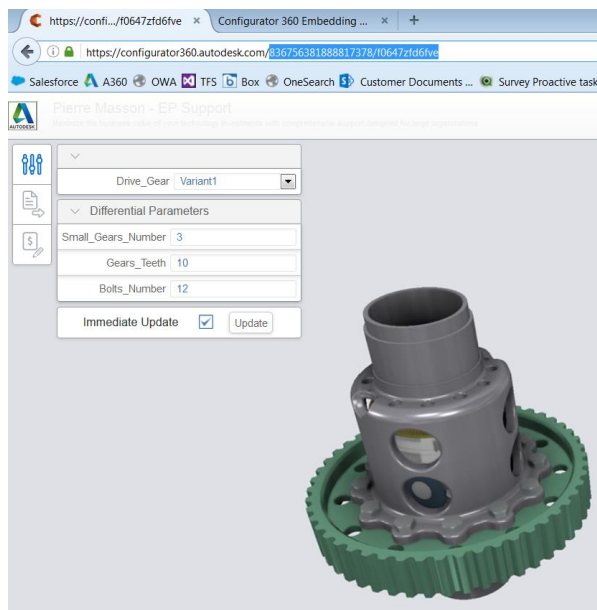 https://confi.../f0647zfd6fve × Configurator 360 Embedding ... × +
https://configurator360.autodesk.com/836756381888817378/f0647zfd6fve
Salesforce A360 OWA TFS Box OneSearch Customer Documents ... Survey Proactive task
AUTODESK
Pierre Masson - EP Support
Drive_Gear Variant1
Differential Parameters
Small_Gears_Number 3
Gears_Teeth 10
Bolts_Number 12
Immediate Update Update